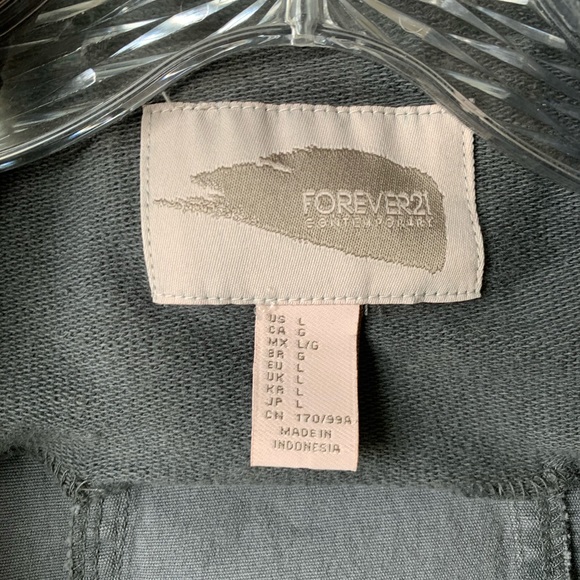 FOREVER21
CONTEMPORARY
US L
CA G
MX L/G
BR G
EU L
UK L
KR L
JP L
CN 170/99A
MADE IN
INDONESIA